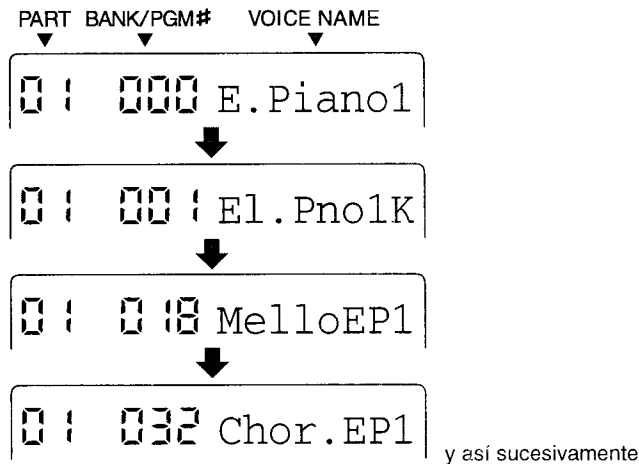 PART BANK/PGM# VOICE NAME
01 000 E.Piano1
01 001 El.Pno1K
01 018 MelloEP1
01 032 Chor.EP1
y así sucesivamente